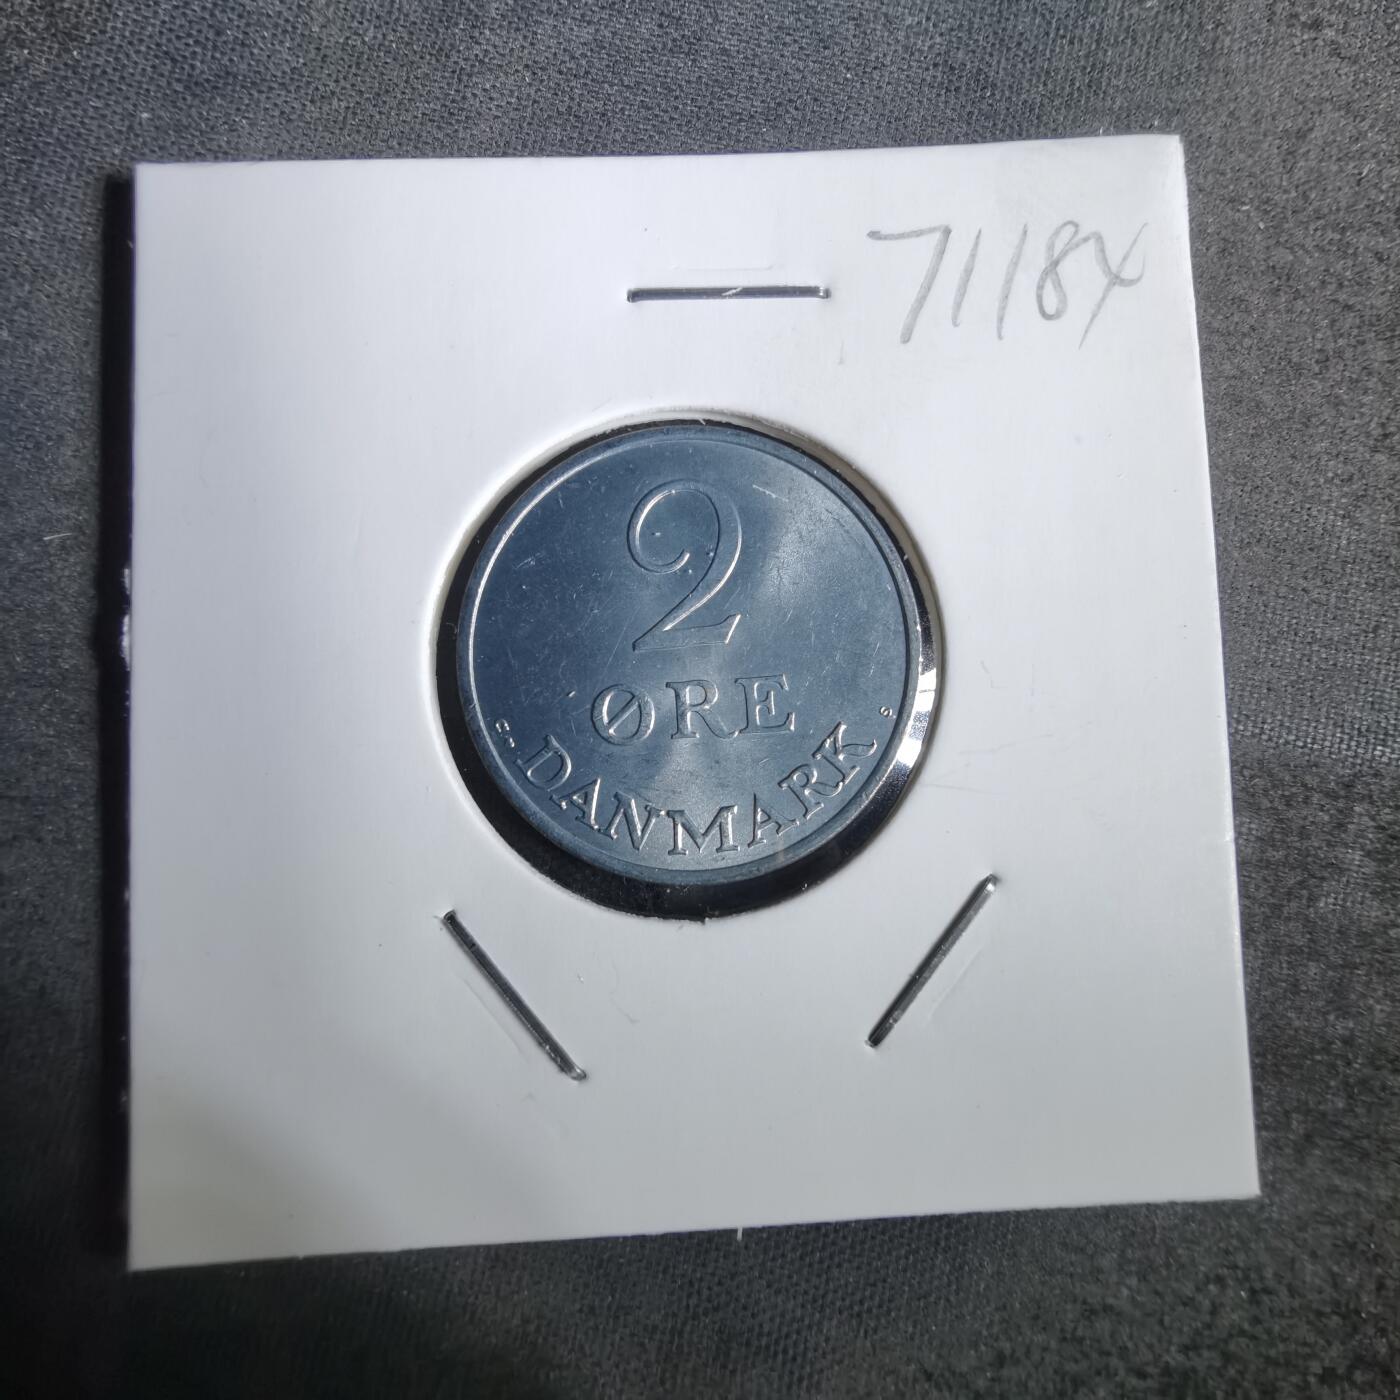 7118x
2
ØRE
C DANMARK S